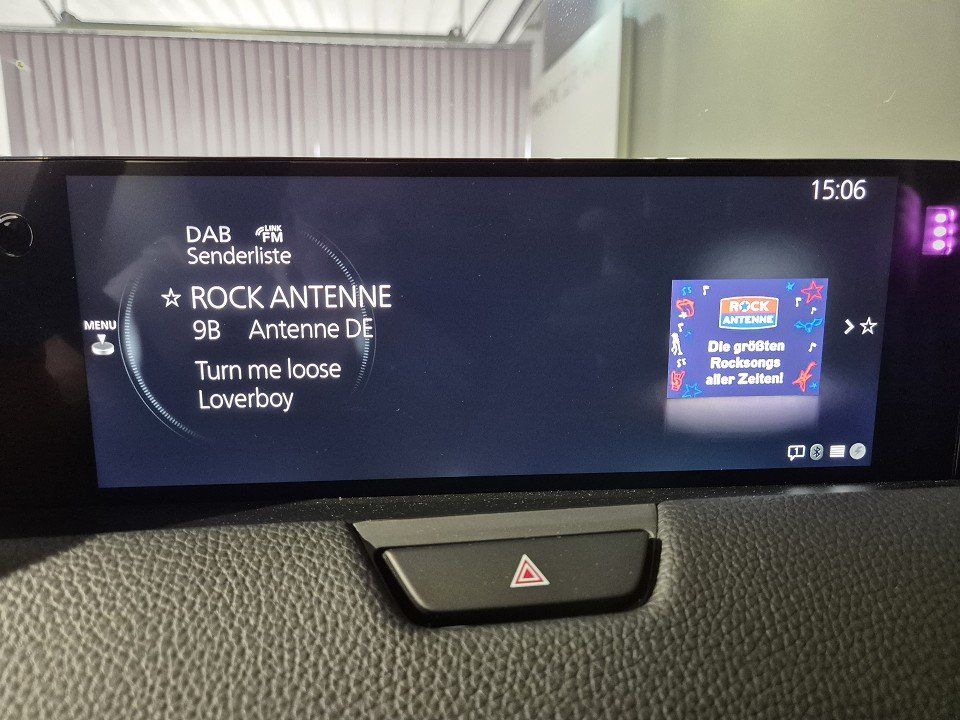 15:06
DAB LINK FM
Senderliste
ROCK ANTENNE
9B Antenne DE
MENU
Turn me loose
Loverboy
ROCK
ANTENNE
Die größten
Rocksongs
aller Zeiten!